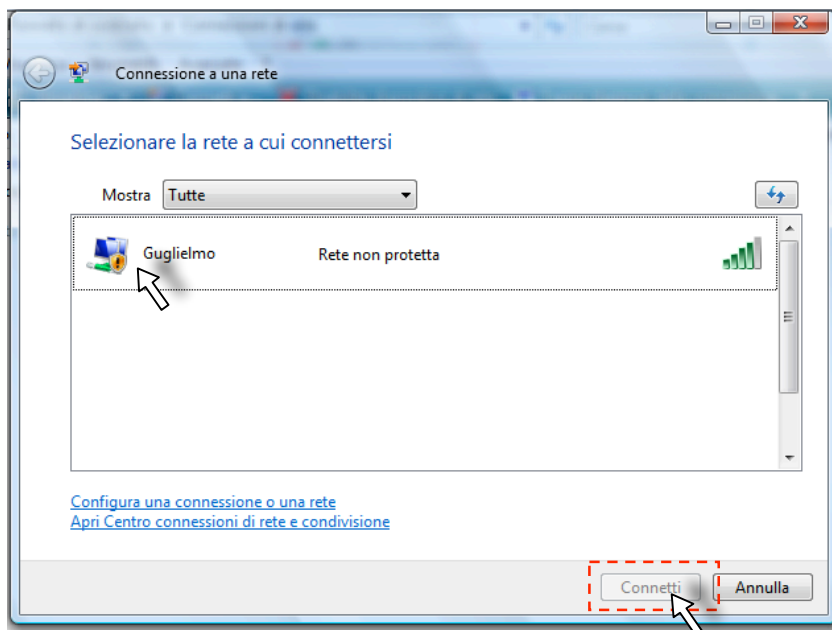 Connessione a una rete
Selezionare la rete a cui connettersi
Mostra Tutte
Guglielmo Rete non protetta
Configura una connessione o una rete
Apri Centro connessioni di rete e condivisione
Connetti Annulla